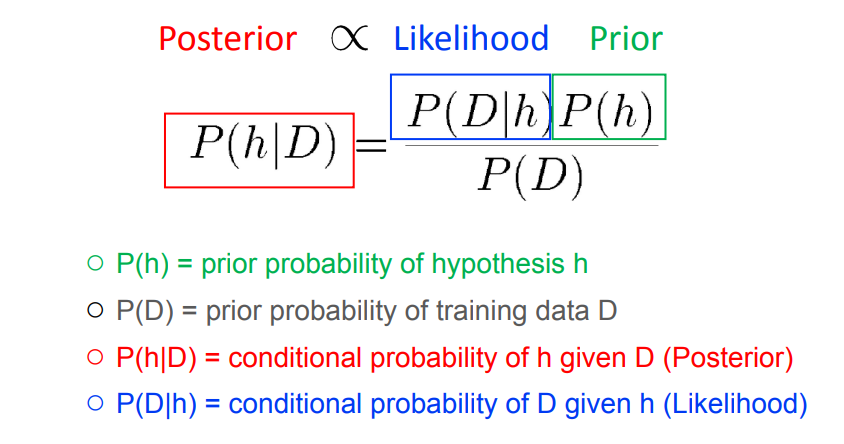 Posterior ∝ Likelihood Prior
P(h|D) = P(D|h) P(h)
P(D)
○ P(h) = prior probability of hypothesis h
○ P(D) = prior probability of training data D
○ P(h|D) = conditional probability of h given D (Posterior)
○ P(D|h) = conditional probability of D given h (Likelihood)